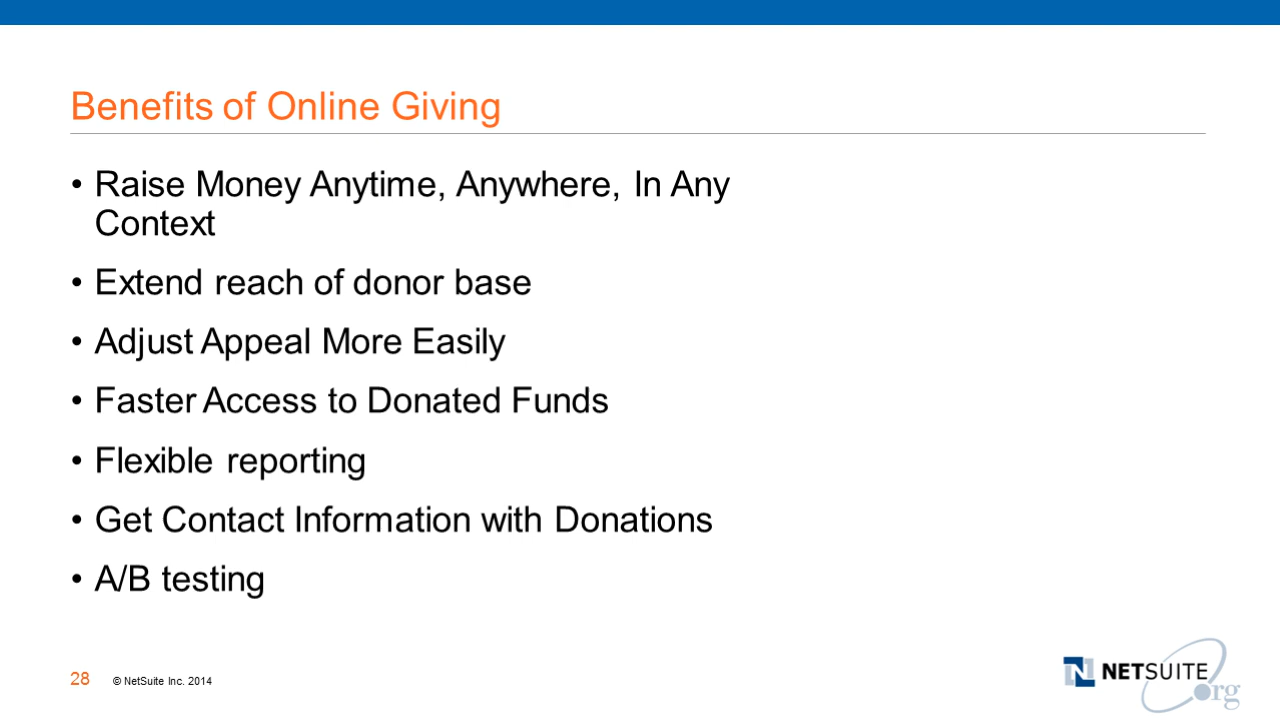 Benefits of Online Giving
• Raise Money Anytime, Anywhere, In Any
Context
• Extend reach of donor base
• Adjust Appeal More Easily
• Faster Access to Donated Funds
• Flexible reporting
• Get Contact Information with Donations
• A/B testing
28 © NetSuite Inc. 2014
NETSUITE
.org